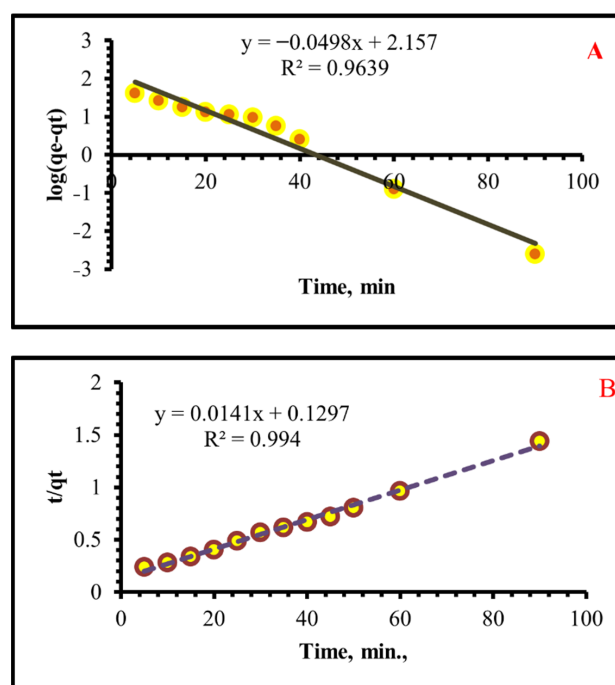 A
y = −0.0498x + 2.157
R² = 0.9639
3
2
1
0
-1
-2
-3
0
20
40
60
80
100
log(qe-qt)
Time, min
B
y = 0.0141x + 0.1297
R² = 0.994
2
1.5
1
0.5
0
0
20
40
60
80
100
t/qt
Time, min.,